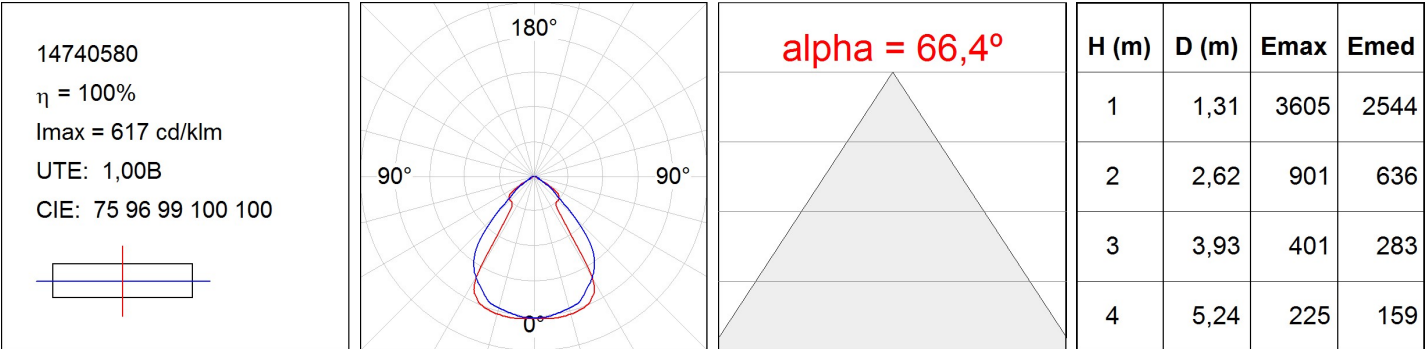 14740580
η = 100%
Imax = 617 cd/klm
UTE: 1,00B
CIE: 75 96 99 100 100
180°
90° 90°
0°
alpha = 66,4º
H (m) D (m) Emax Emed
1 1,31 3605 2544
2 2,62 901 636
3 3,93 401 283
4 5,24 225 159